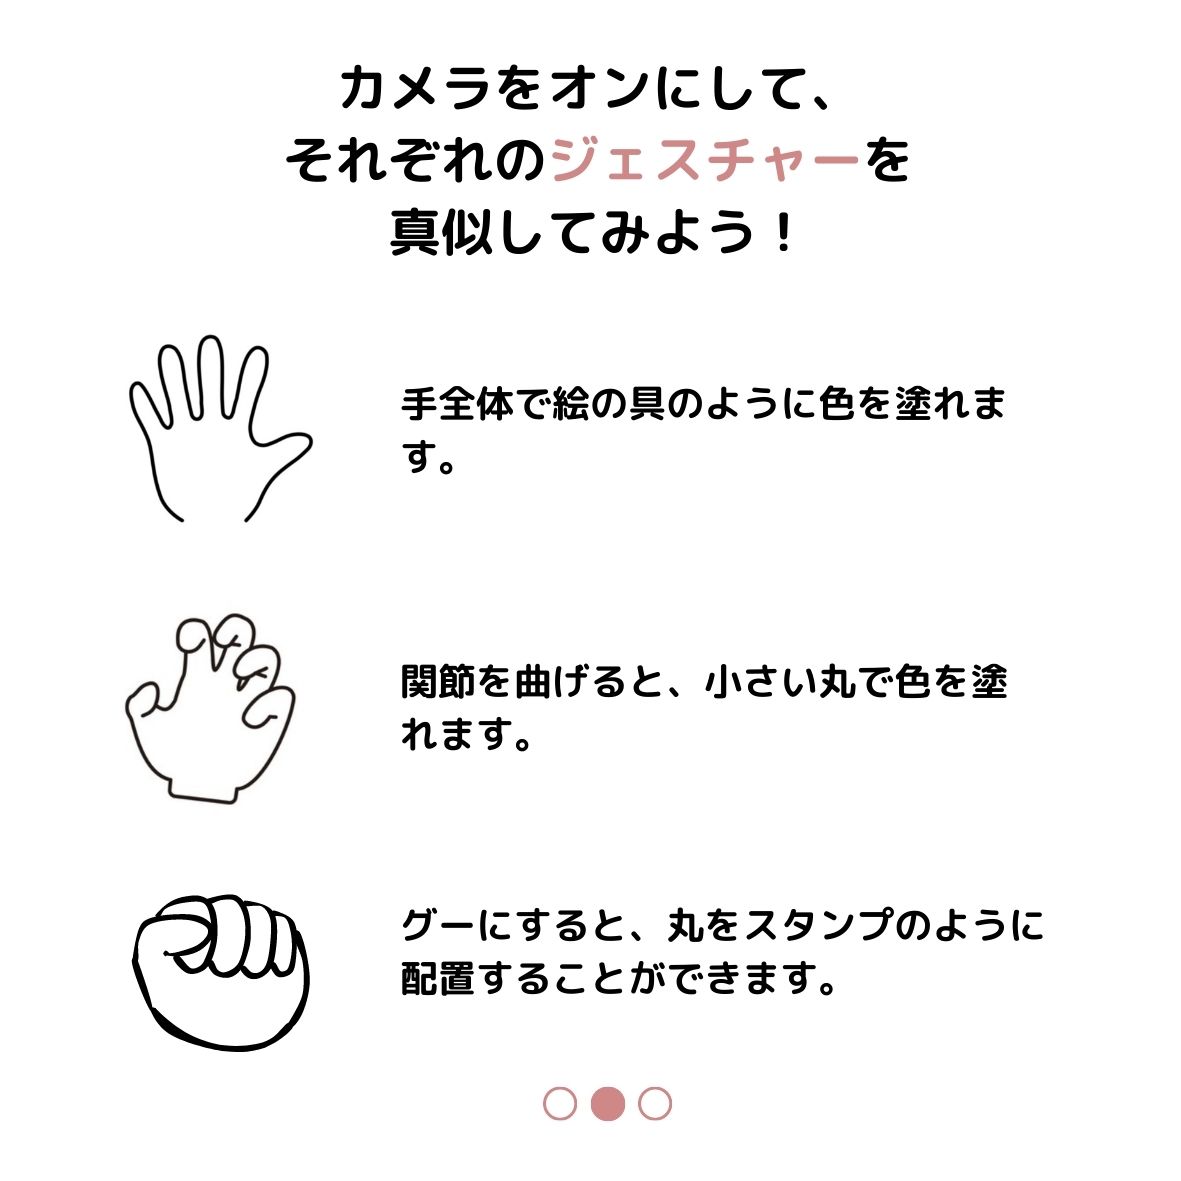 カメラをオンにして、
それぞれのジェスチャーを
真似してみよう！
手全体で絵の具のように色を塗れま
す。
関節を曲げると、小さい丸で色を塗
れます。
グーにすると、丸をスタンプのように
配置することができます。